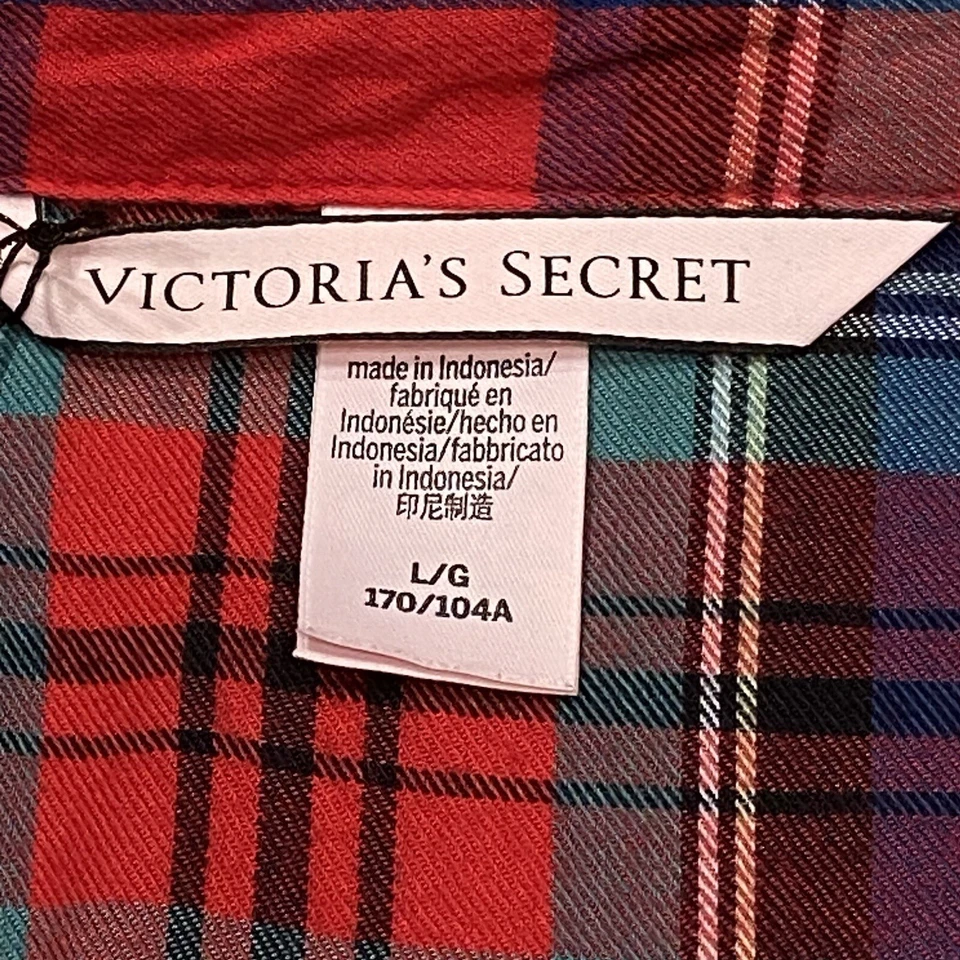 VICTORIA'S SECRET
made in Indonesia/
fabriqué en
Indonésie/hecho en
Indonesia/fabbricato
in Indonesia/
印尼制造
L/G
170/104A